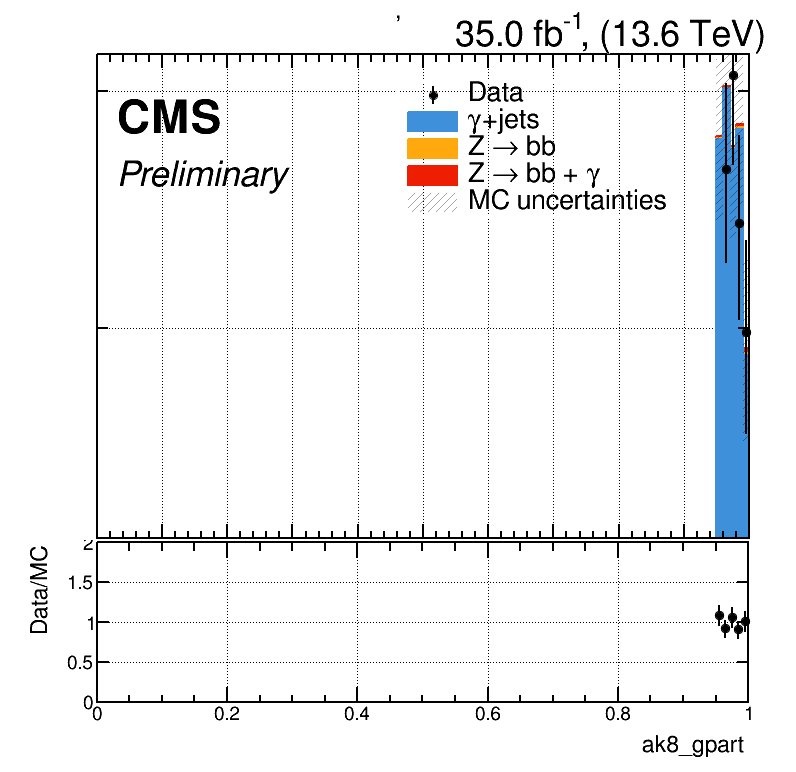 ,
35.0 fb-1, (13.6 TeV)
CMS
Preliminary
Data
γ+jets
Z → bb
Z → bb + γ
MC uncertainties
Data/MC
2
1.5
1
0.5
0
0 0.2 0.4 0.6 0.8 1
ak8_gpart